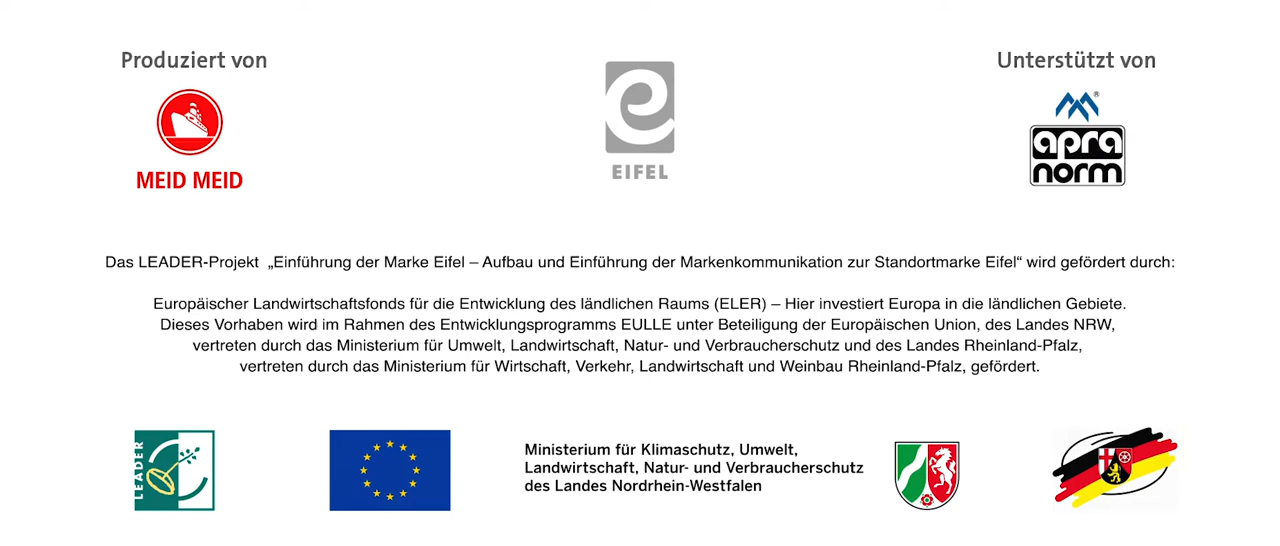 Produziert von
MEID MEID
EIFEL
Unterstützt von
®
apra
norm
Das LEADER-Projekt „Einführung der Marke Eifel – Aufbau und Einführung der Markenkommunikation zur Standortmarke Eifel“ wird gefördert durch:
Europäischer Landwirtschaftsfonds für die Entwicklung des ländlichen Raums (ELER) – Hier investiert Europa in die ländlichen Gebiete.
Dieses Vorhaben wird im Rahmen des Entwicklungsprogramms EULLE unter Beteiligung der Europäischen Union, des Landes NRW,
vertreten durch das Ministerium für Umwelt, Landwirtschaft, Natur- und Verbraucherschutz und des Landes Rheinland-Pfalz,
vertreten durch das Ministerium für Wirtschaft, Verkehr, Landwirtschaft und Weinbau Rheinland-Pfalz, gefördert.
LEADER
Ministerium für Klimaschutz, Umwelt,
Landwirtschaft, Natur- und Verbraucherschutz
des Landes Nordrhein-Westfalen